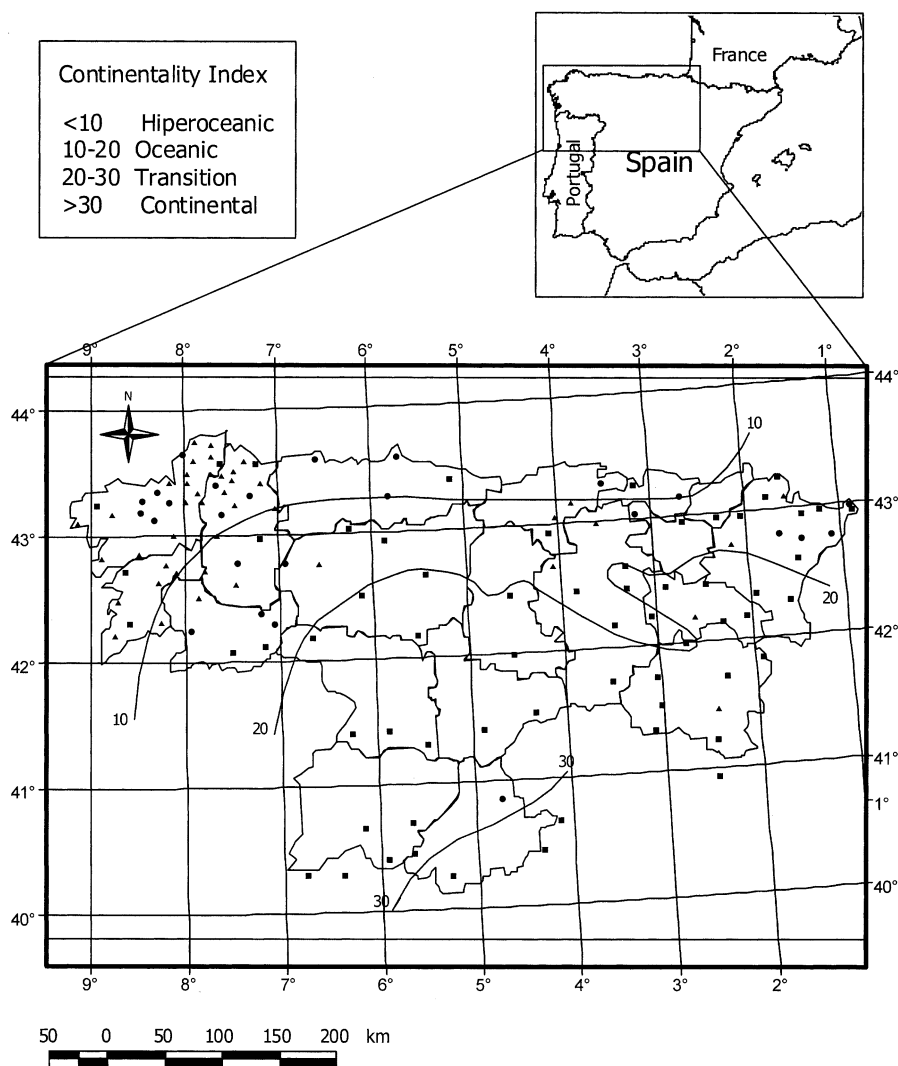 Continentality Index
<10 Hiperoceanic
10-20 Oceanic
20-30 Transition
>30 Continental
France
Portugal
Spain
9° 8° 7° 6° 5° 4° 3° 2° 1°
44° 44°
N
10
43° 43°
20
42° 42°
10 20
30 41°
41° 1°
40°
30
40°
9° 8° 7° 6° 5° 4° 3° 2°
50 0 50 100 150 200 km